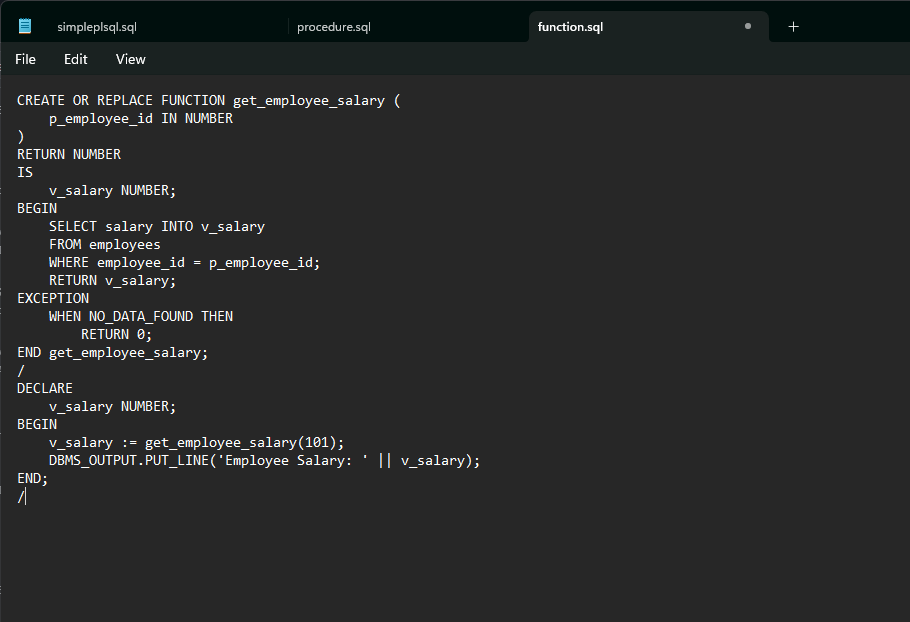 simpleplsql.sql
procedure.sql
function.sql
File
Edit
View
CREATE OR REPLACE FUNCTION get_employee_salary (
    p_employee_id IN NUMBER
)
RETURN NUMBER
IS
    v_salary NUMBER;
BEGIN
    SELECT salary INTO v_salary
    FROM employees
    WHERE employee_id = p_employee_id;
    RETURN v_salary;
EXCEPTION
    WHEN NO_DATA_FOUND THEN
        RETURN 0;
END get_employee_salary;
/
DECLARE
    v_salary NUMBER;
BEGIN
    v_salary := get_employee_salary(101);
    DBMS_OUTPUT.PUT_LINE('Employee Salary: ' || v_salary);
END;
/